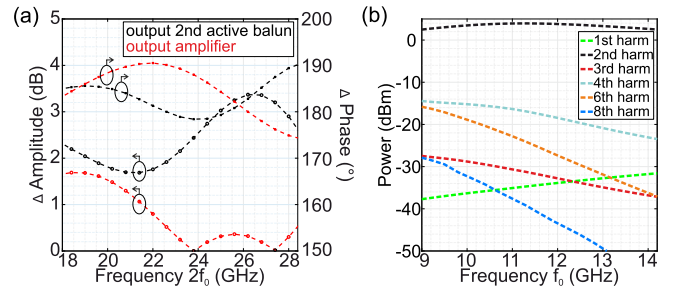 (a)
output 2nd active balun
output amplifier
Δ Amplitude (dB)
5
4
3
2
1
0
Δ Phase (°)
200
190
180
170
160
150
18
20
22
24
26
28
Frequency 2f₀ (GHz)
(b)
1st harm
2nd harm
3rd harm
4th harm
6th harm
8th harm
Power (dBm)
0
-10
-20
-30
-40
-50
9
10
11
12
13
14
Frequency f₀ (GHz)